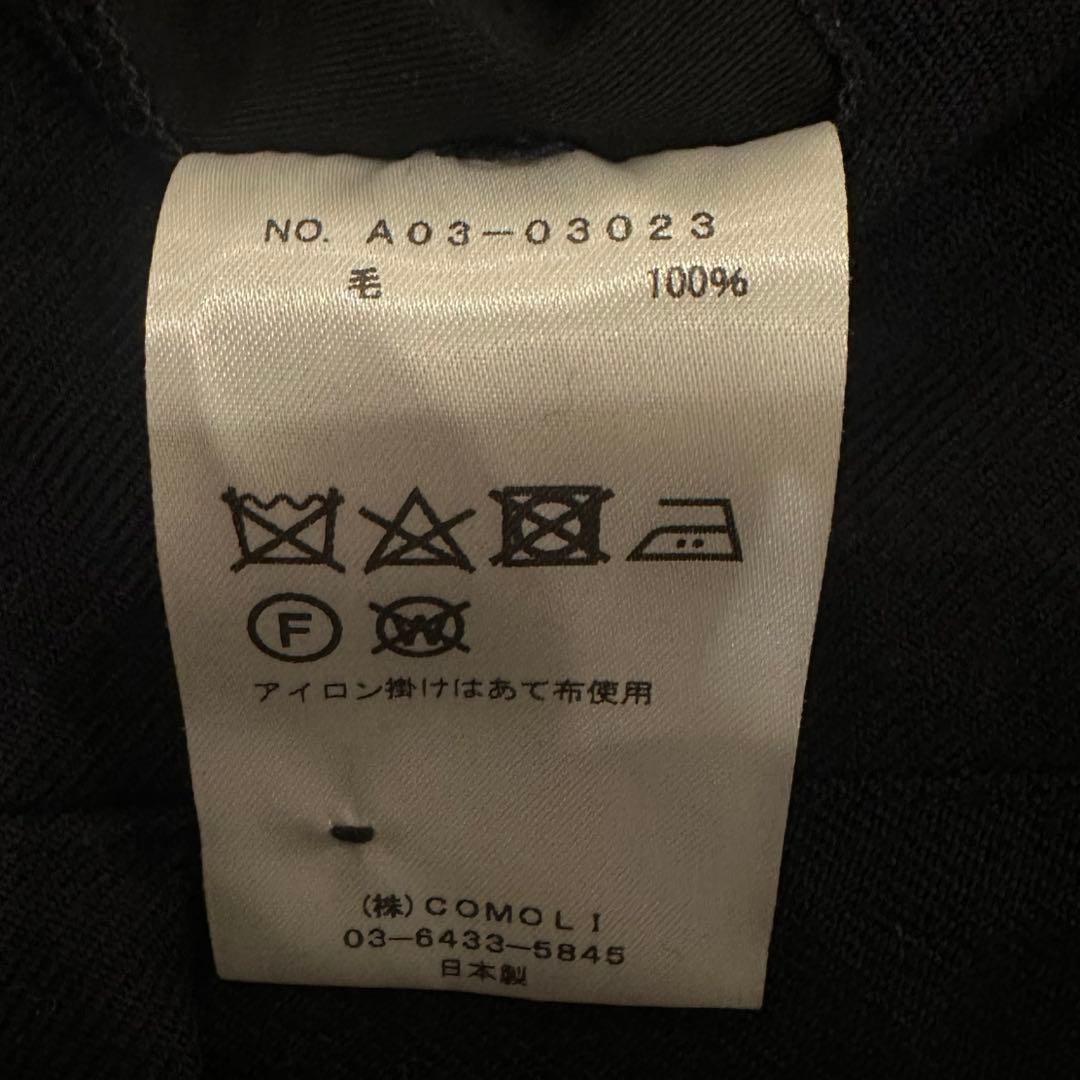 NO. A03-03023
毛 100%
F W
アイロン掛けはあて布使用
(株)COMOLI
03-6433-5845
日本製